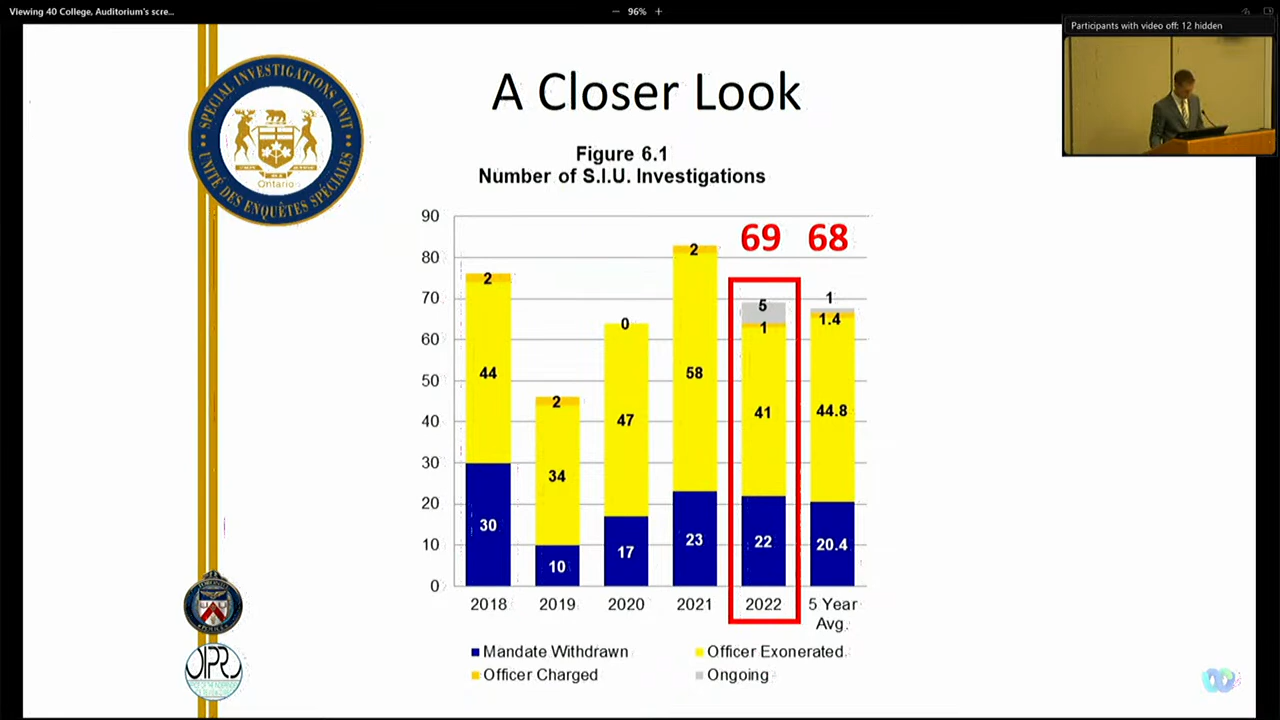 Viewing 40 College, Auditorium's scre...
96%
Participants with video off: 12 hidden
SPECIAL INVESTIGATIONS UNIT
Ontario
UNITÉ DES ENQUÊTES SPÉCIALES
A Closer Look
Figure 6.1
Number of S.I.U. Investigations
90
80
70
60
50
40
30
20
10
0
69 68
2
44
30
2
34
10
0
47
17
2
58
23
5
1
41
22
1
1.4
44.8
20.4
2018 2019 2020 2021 2022 5 Year
Avg.
Mandate Withdrawn Officer Exonerated
Officer Charged Ongoing
OIPRD